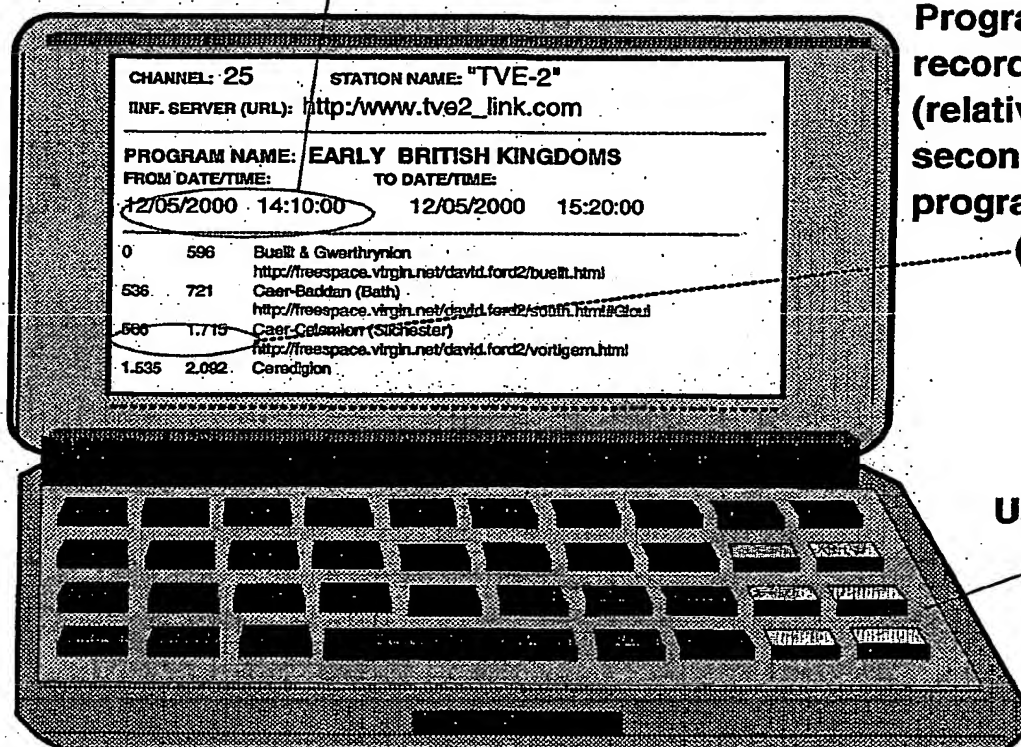 CHANNEL: 25 STATION NAME: "TVE-2"
IINF. SERVER (URL): http:/www.tve2_link.com
PROGRAM NAME: EARLY BRITISH KINGDOMS
FROM DATE/TIME: TO DATE/TIME:
12/05/2000 14:10:00 12/05/2000 15:20:00
0 596 Buellt & Gwerthrynion
http://freespace.virgin.net/david.ford2/buellt.html
536 721 Caer-Baddan (Bath)
http://freespace.virgin.net/david.ford2/south.html#Gloui
566 1.715 Caer-Celemion (Silchester)
http://freespace.virgin.net/david.ford2/vortigern.html
1.535 2.092 Ceredigion
Progra
record
(relativ
secon
progra
(
U